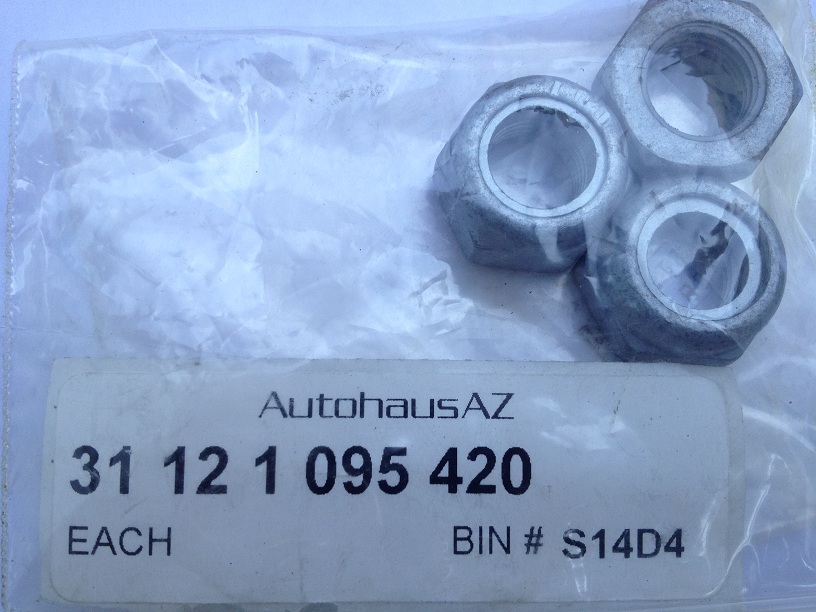 AutohausAZ
31 12 1 095 420
EACH BIN # S14D4